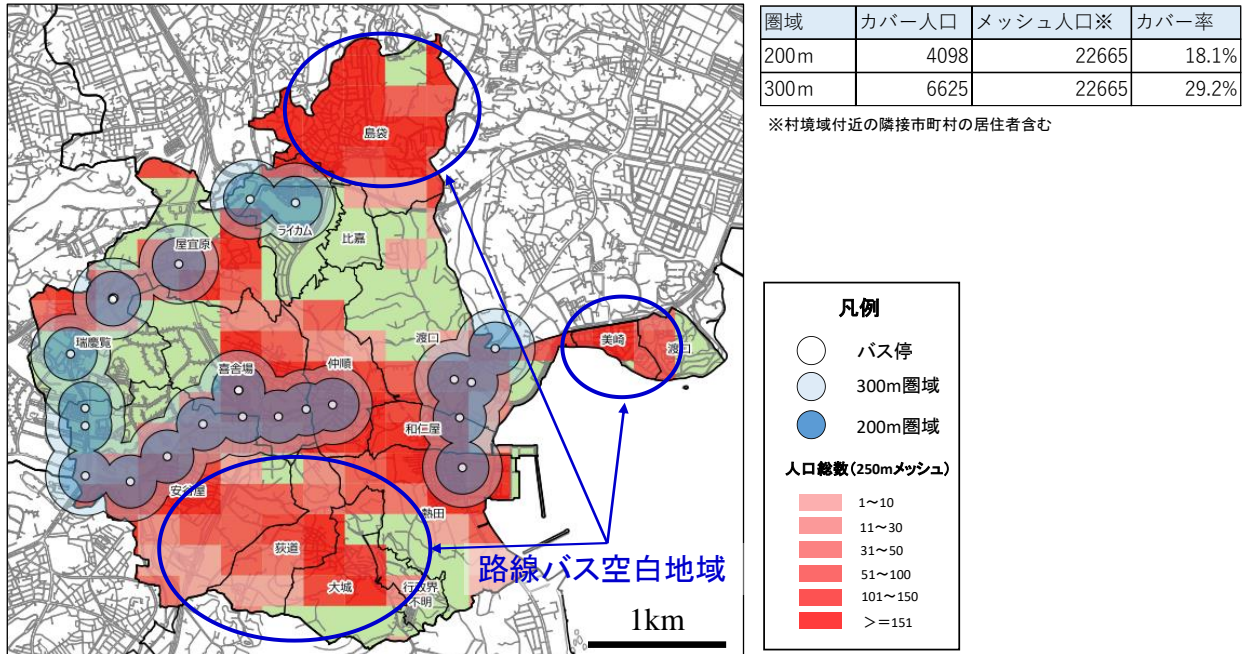 島袋
ライカム
比嘉
屋宜原
瑞慶覧
渡口
美崎
渡口
喜舎場
仲順
和仁屋
安谷屋
熱田
荻道
大城
行政界
不明
路線バス空白地域
1km
圏域 カバー人口 メッシュ人口※ カバー率
200m 4098 22665 18.1%
300m 6625 22665 29.2%
※村境域付近の隣接市町村の居住者含む
凡例
バス停
300m圏域
200m圏域
人口総数(250mメッシュ)
1～10
11～30
31～50
51～100
101～150
＞＝151